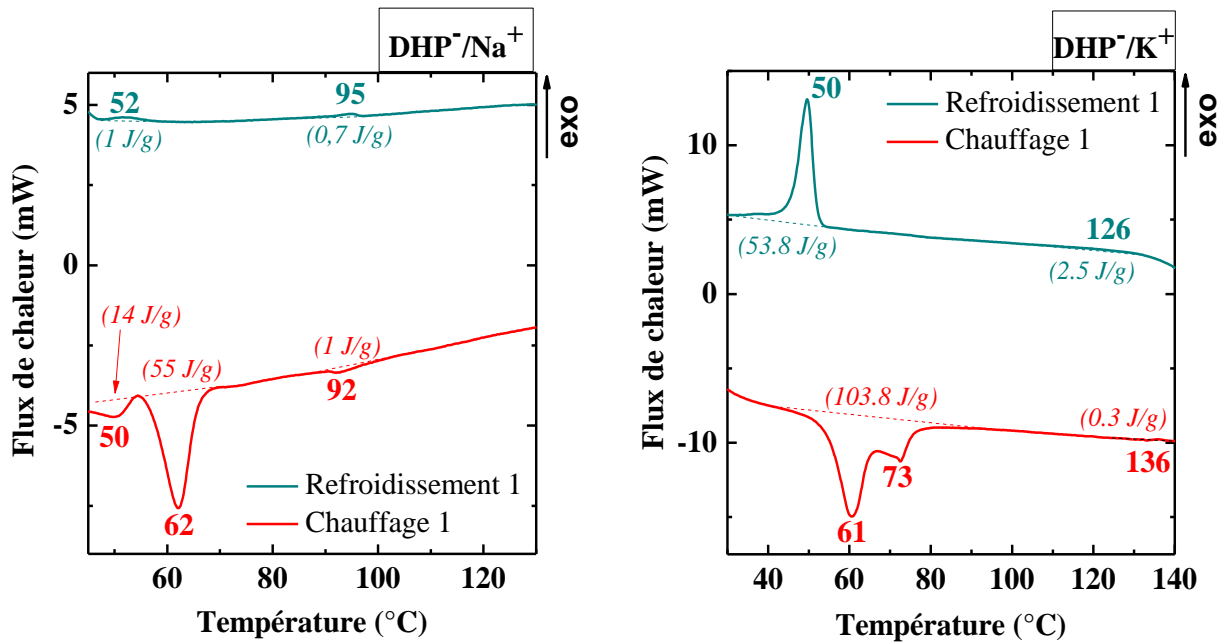 DHP⁻/Na⁺
exo
Flux de chaleur (mW)
5
0
-5
52
(1 J/g)
95
(0,7 J/g)
(14 J/g)
(55 J/g)
(1 J/g)
92
50
62
Refroidissement 1
Chauffage 1
60
80
100
120
Température (°C)
DHP⁻/K⁺
exo
Flux de chaleur (mW)
10
0
-10
50
Refroidissement 1
Chauffage 1
(53.8 J/g)
126
(2.5 J/g)
(103.8 J/g)
(0.3 J/g)
73
136
61
40
60
80
100
120
140
Température (°C)